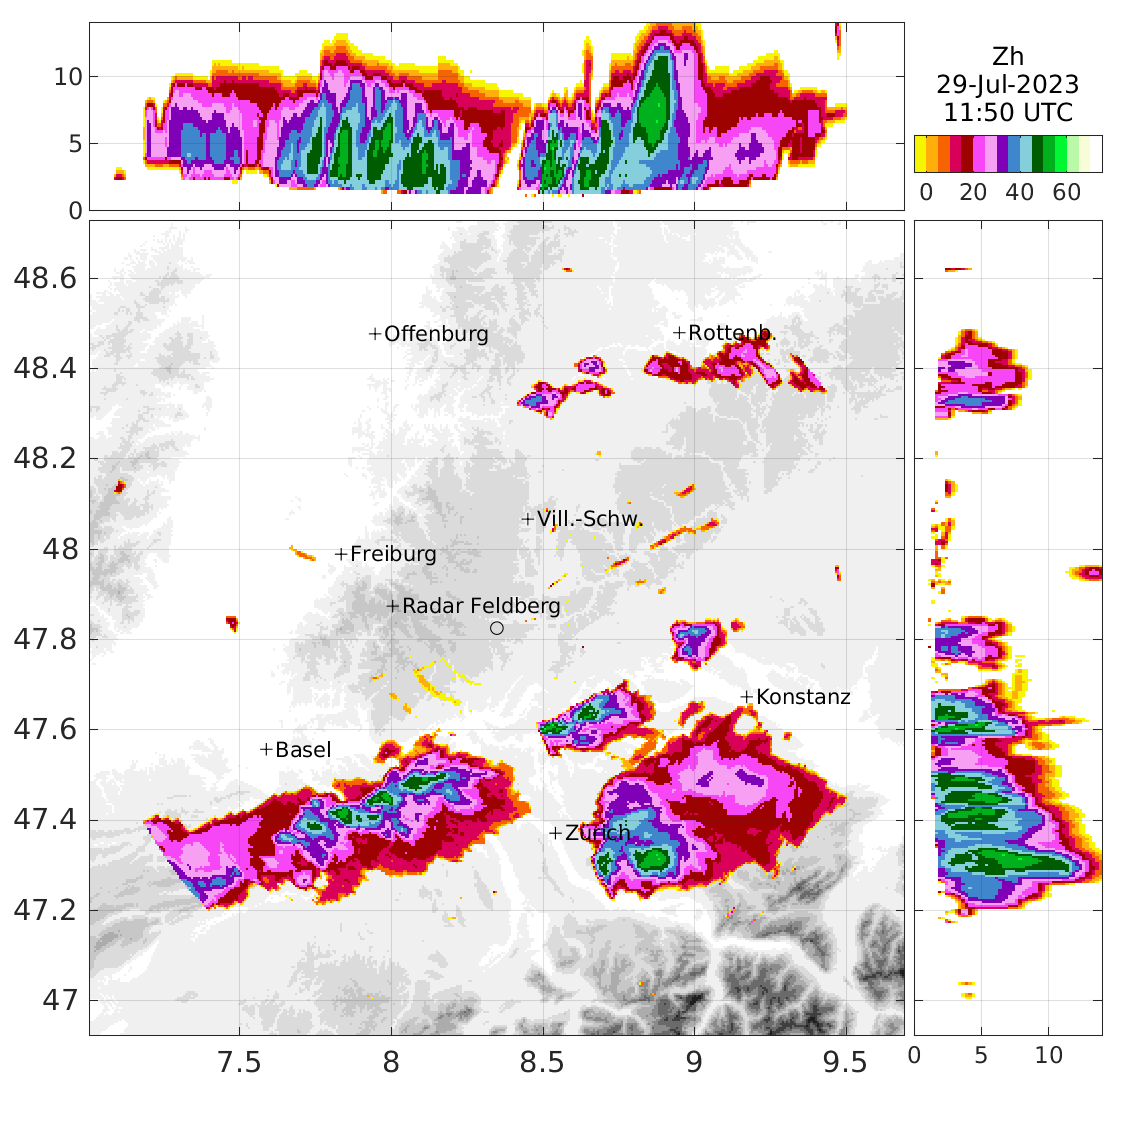 10
5
0
Zh
29-Jul-2023
11:50 UTC
0 20 40 60
48.6
48.4
48.2
48
47.8
47.6
47.4
47.2
47
+Offenburg
+Rottenb.
+Vill.-Schw.
+Freiburg
+Radar Feldberg
+Konstanz
+Basel
+Zürich
7.5 8 8.5 9 9.5
0 5 10